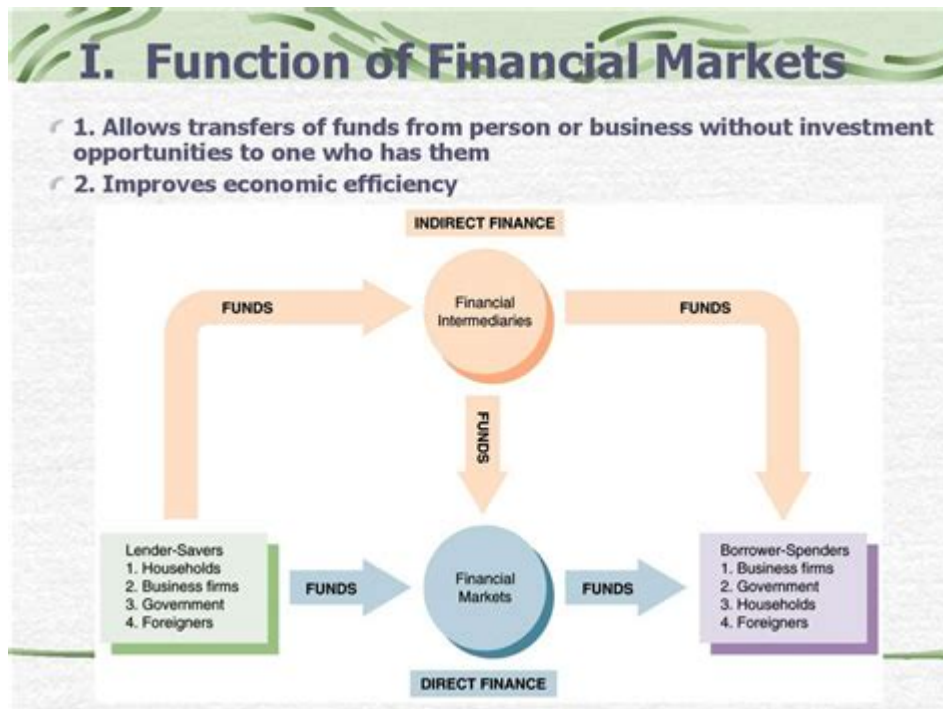 I. Function of Financial Markets
1. Allows transfers of funds from person or business without investment
opportunities to one who has them
2. Improves economic efficiency
INDIRECT FINANCE
FUNDS
Financial
Intermediaries
FUNDS
FUNDS
Lender-Savers
1. Households
2. Business firms
3. Government
4. Foreigners
FUNDS
Financial
Markets
FUNDS
Borrower-Spenders
1. Business firms
2. Government
3. Households
4. Foreigners
DIRECT FINANCE